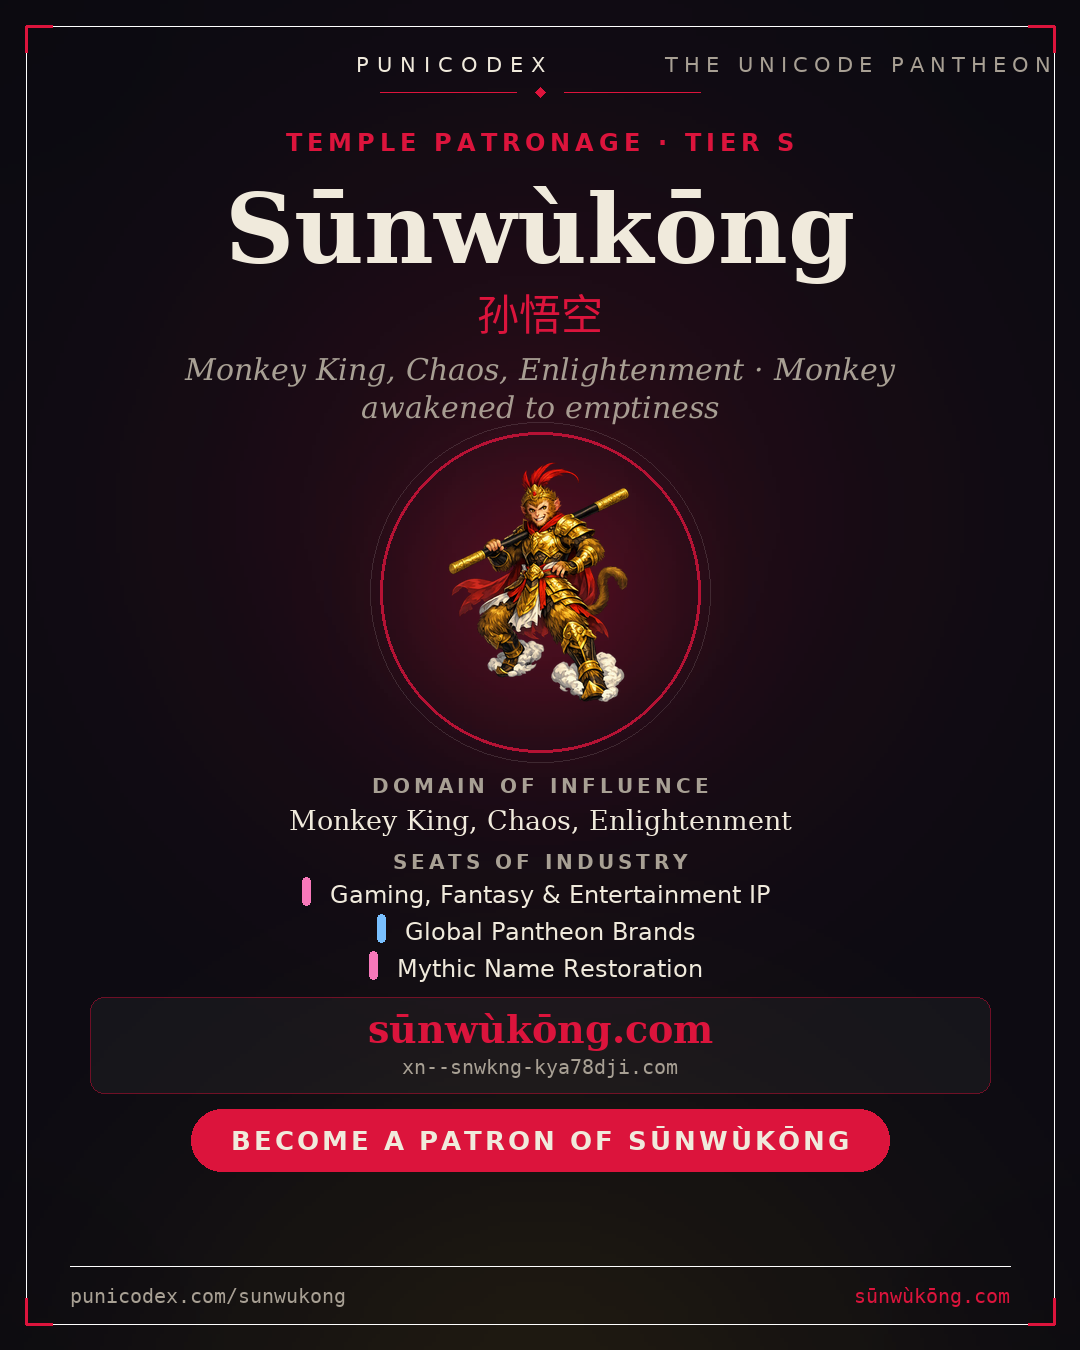 PUNICODEX
THE UNICODE PANTHEON
TEMPLE PATRONAGE · TIER S
Sūnwùkōng
孙悟空
Monkey King, Chaos, Enlightenment · Monkey
awakened to emptiness
DOMAIN OF INFLUENCE
Monkey King, Chaos, Enlightenment
SEATS OF INDUSTRY
Gaming, Fantasy & Entertainment IP
Global Pantheon Brands
Mythic Name Restoration
sūnwùkōng.com
xn--snwkng-kya78dji.com
BECOME A PATRON OF SŪNWÙKŌNG
punicodex.com/sunwukong
sūnwùkōng.com